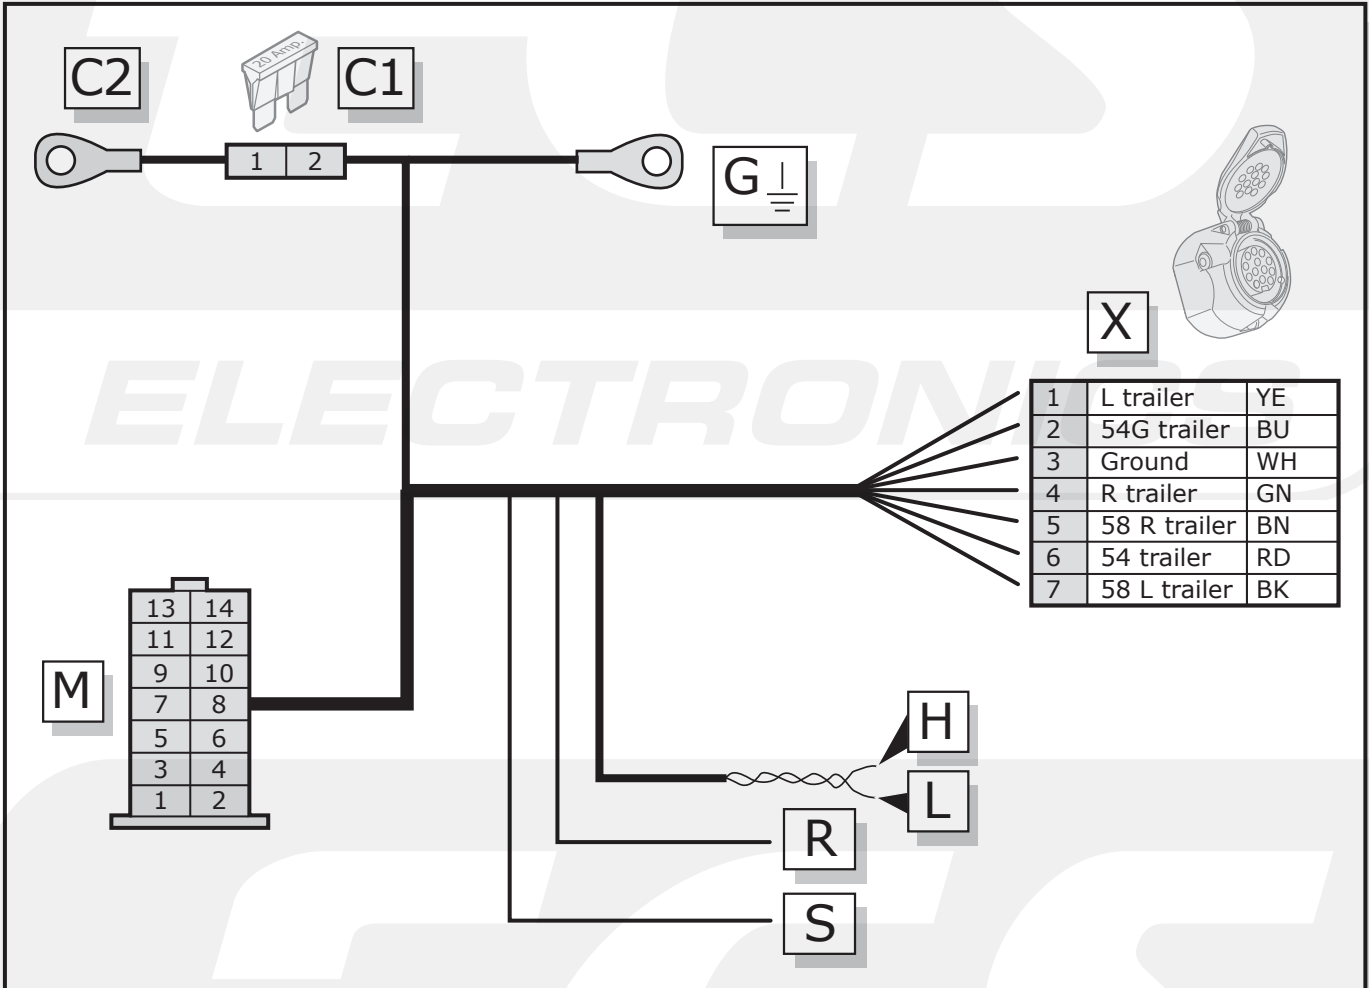 C2
20 Amp.
C1
1 2
G
X
ELECTRONICS
1 L trailer YE
2 54G trailer BU
3 Ground WH
4 R trailer GN
5 58 R trailer BN
6 54 trailer RD
7 58 L trailer BK
M
13 14
11 12
9 10
7 8
5 6
3 4
1 2
H
L
R
S